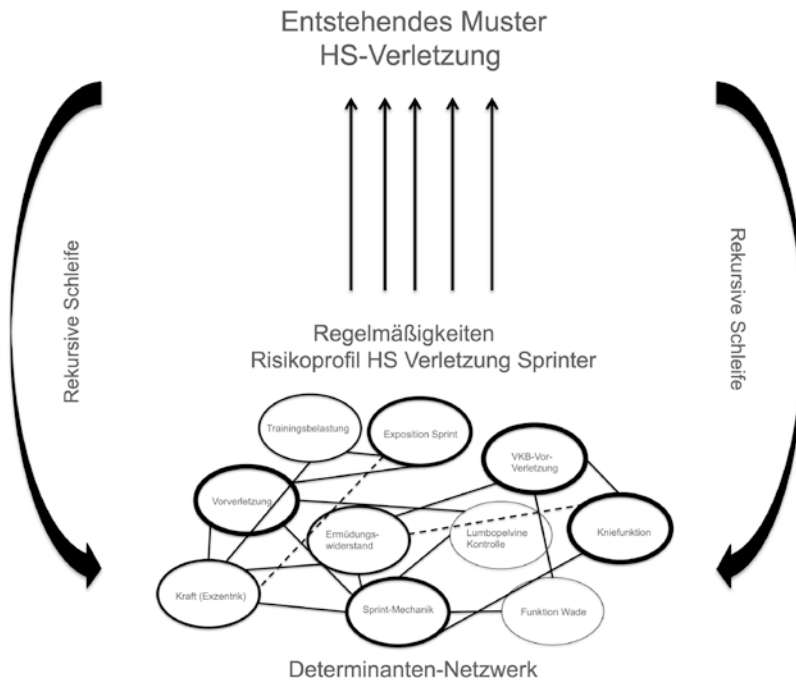 Entstehendes Muster
HS-Verletzung
Rekursive Schleife
Rekursive Schleife
Regelmäßigkeiten
Risikoprofil HS Verletzung Sprinter
Trainingsbelastung
Exposition Sprint
VKB-Vor-
Verletzung
Vorverletzung
Ermüdungs-
widerstand
Lumbopelvine
Kontrolle
Kniefunktion
Kraft (Exzentrik)
Sprint-Mechanik
Funktion Wade
Determinanten-Netzwerk